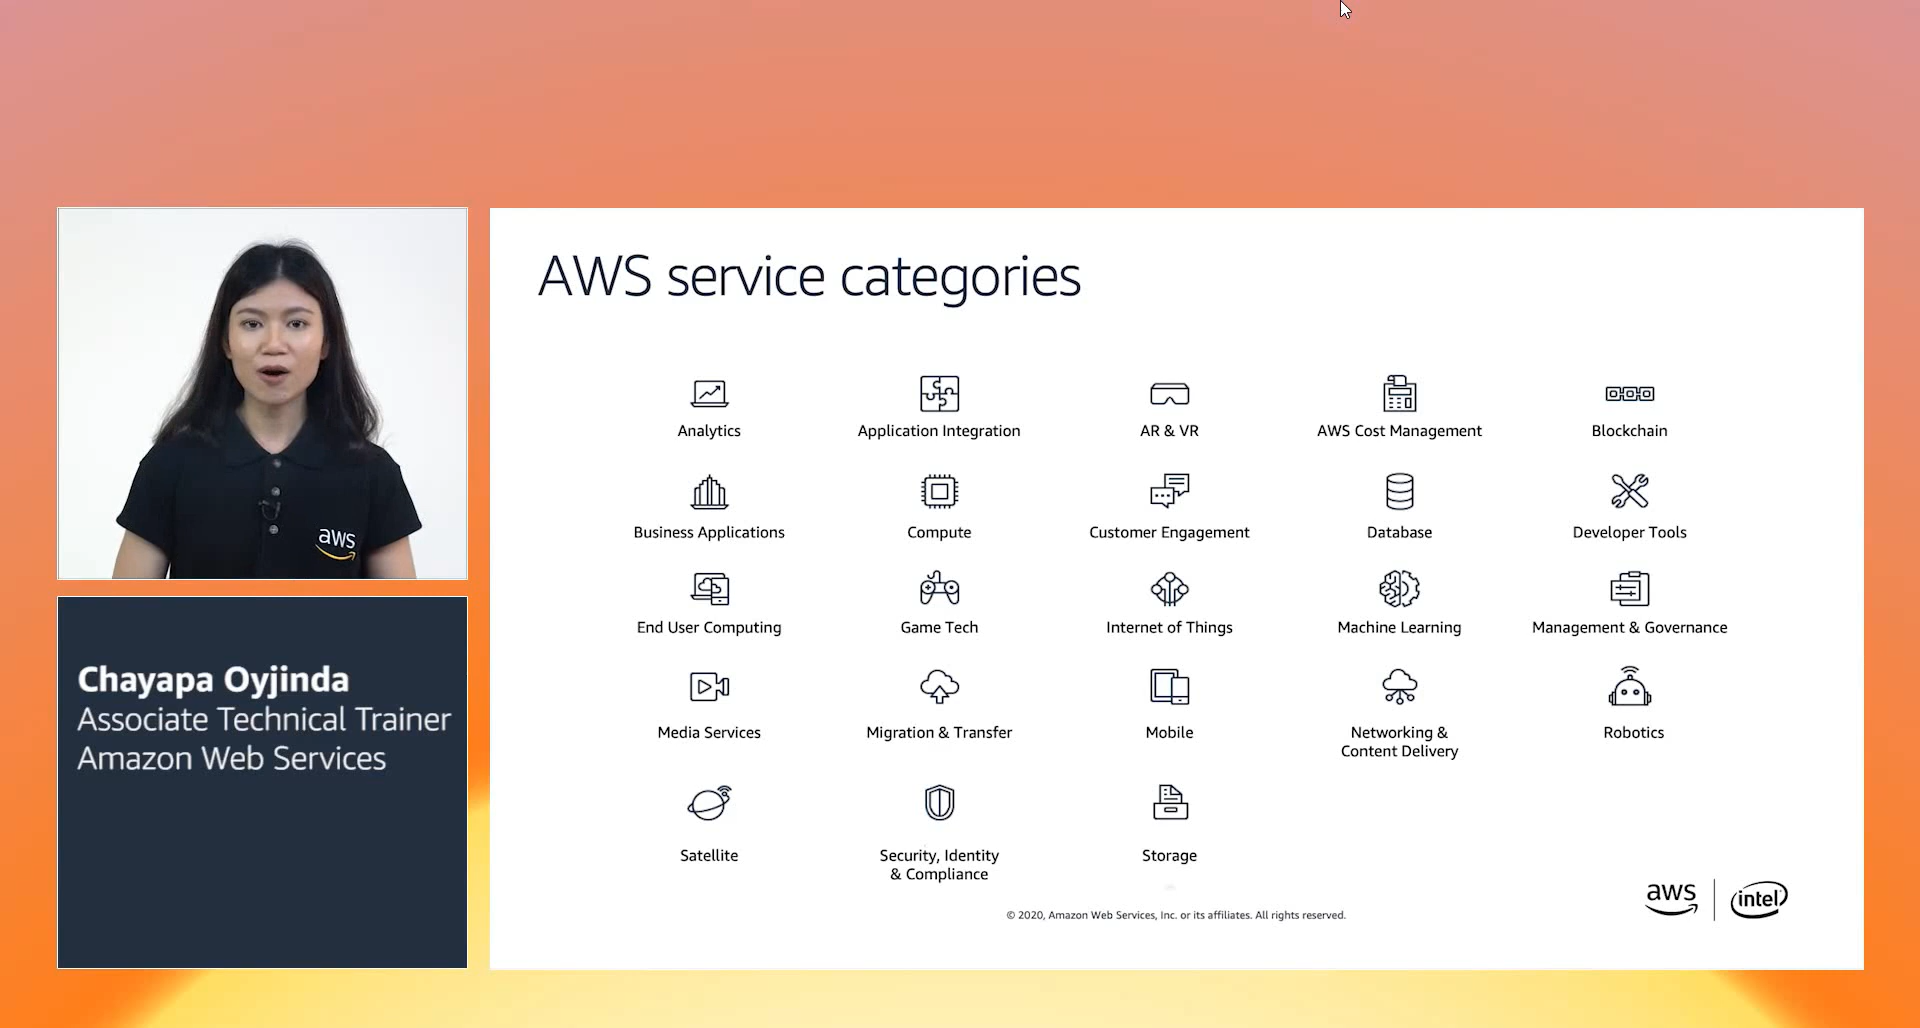 aws
Chayapa Oyjinda
Associate Technical Trainer
Amazon Web Services
AWS service categories
Analytics
Application Integration
AR & VR
AWS Cost Management
Blockchain
Business Applications
Compute
Customer Engagement
Database
Developer Tools
End User Computing
Game Tech
Internet of Things
Machine Learning
Management & Governance
Media Services
Migration & Transfer
Mobile
Networking &
Content Delivery
Robotics
Satellite
Security, Identity
& Compliance
Storage
© 2020, Amazon Web Services, Inc. or its affiliates. All rights reserved.
aws
intel